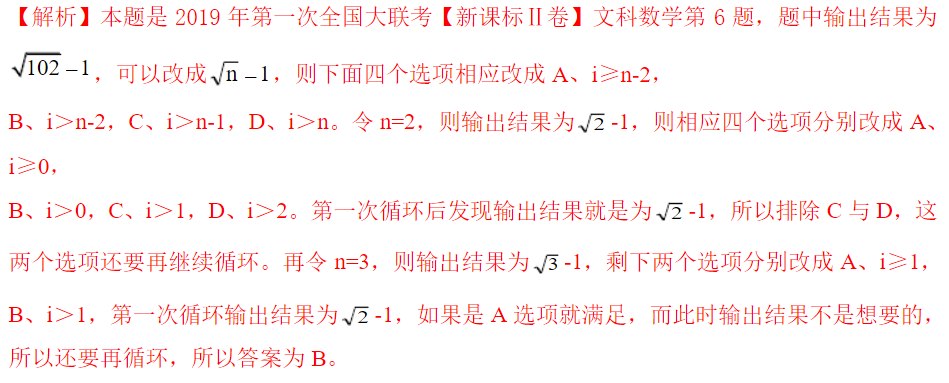 【解析】本题是 2019 年第一次全国大联考【新课标Ⅱ卷】文科数学第 6 题，题中输出结果为
√102 −1，可以改成√n −1，则下面四个选项相应改成 A、i≥n-2，
B、i＞n-2，C、i＞n-1，D、i＞n。令 n=2，则输出结果为√2 -1，则相应四个选项分别改成 A、
i≥0，
B、i＞0，C、i＞1，D、i＞2。第一次循环后发现输出结果就是为√2 -1，所以排除 C 与 D，这
两个选项还要再继续循环。再令 n=3，则输出结果为√3 -1，剩下两个选项分别改成 A、i≥1，
B、i＞1，第一次循环输出结果为√2 -1，如果是 A 选项就满足，而此时输出结果不是想要的，
所以还要再循环，所以答案为 B。